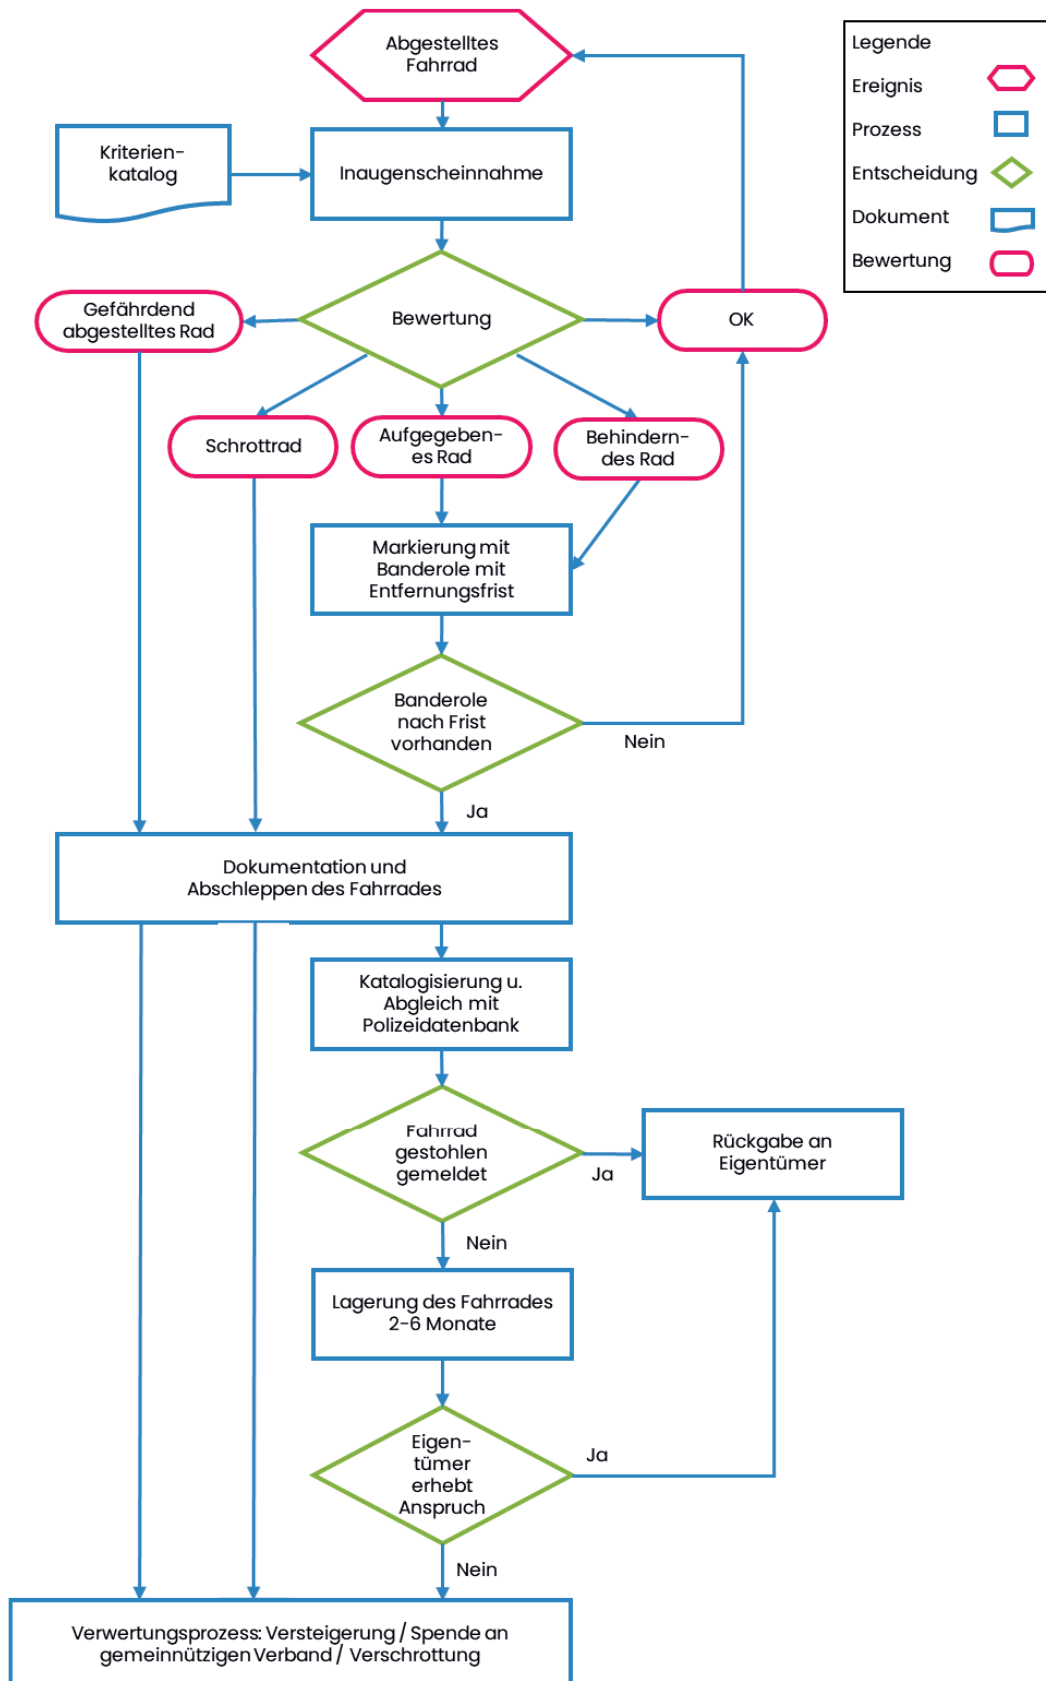 Abgestelltes
Fahrrad
Legende
Ereignis
Prozess
Entscheidung
Dokument
Bewertung
Kriterien-
katalog
Inaugenscheinnahme
Gefährdend
abgestelltes Rad
Bewertung
OK
Schrottrad
Aufgegeben-
es Rad
Behindern-
des Rad
Markierung mit
Banderole mit
Entfernungsfrist
Banderole
nach Frist
vorhanden
Nein
Ja
Dokumentation und
Abschleppen des Fahrrades
Katalogisierung u.
Abgleich mit
Polizeidatenbank
Fahrrad
gestohlen
gemeldet
Ja
Rückgabe an
Eigentümer
Nein
Lagerung des Fahrrades
2-6 Monate
Eigen-
tümer
erhebt
Anspruch
Ja
Nein
Verwertungsprozess: Versteigerung / Spende an
gemeinnützigen Verband / Verschrottung